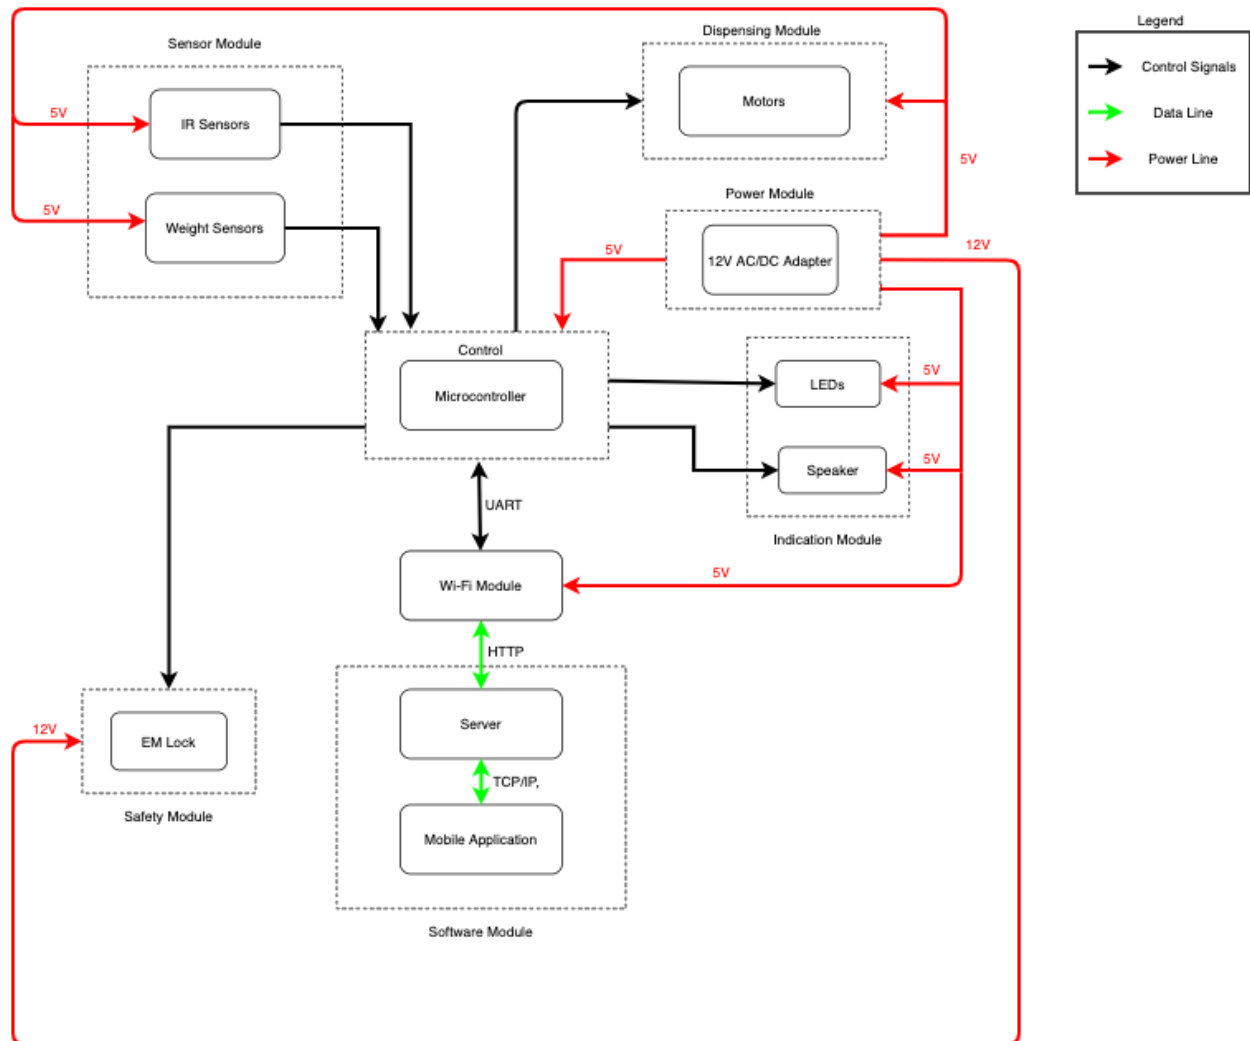 Legend
Control Signals
Data Line
Power Line
Sensor Module
5V
IR Sensors
5V
Weight Sensors
Dispensing Module
Motors
5V
Power Module
12V AC/DC Adapter
5V
12V
Control
Microcontroller
LEDs
5V
Speaker
5V
Indication Module
UART
Wi-Fi Module
5V
HTTP
Server
TCP/IP,
Mobile Application
Software Module
12V
EM Lock
Safety Module